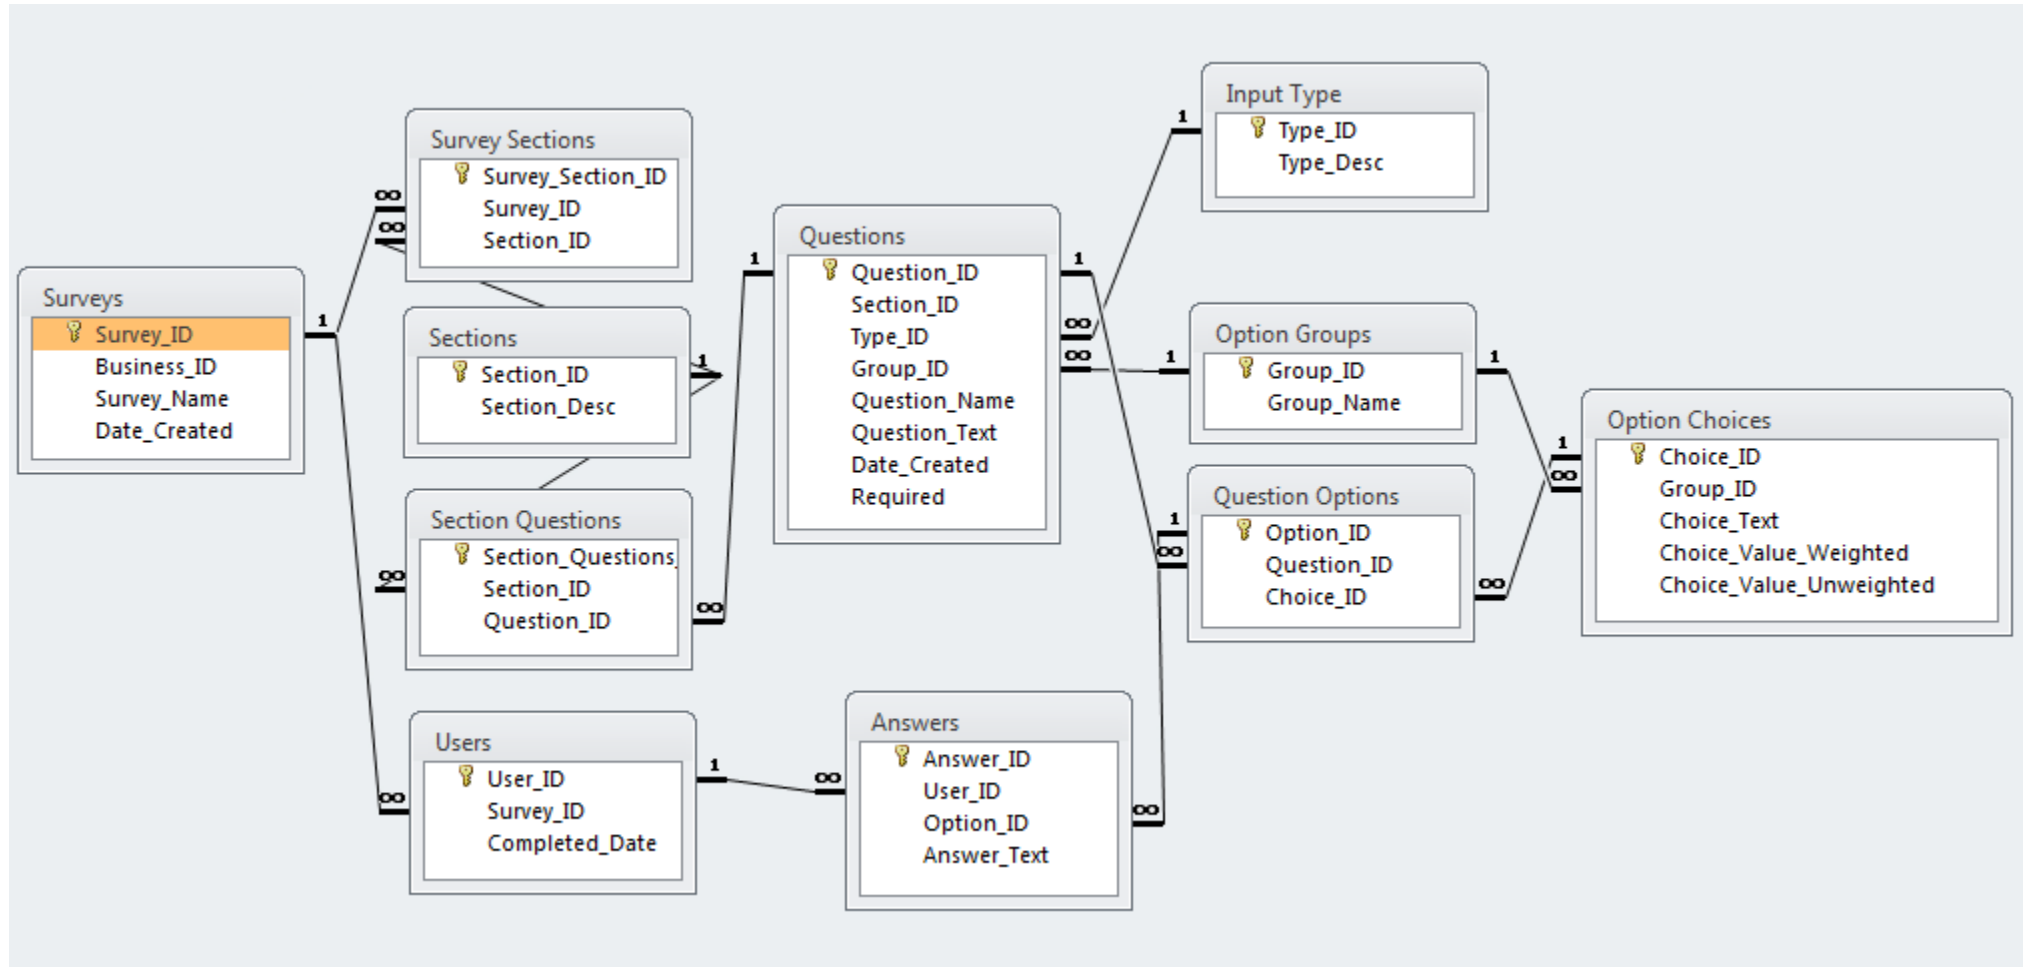 Surveys
Survey_ID
Business_ID
Survey_Name
Date_Created
1
Survey Sections
Survey_Section_ID
Survey_ID
Section_ID
∞
∞
Sections
Section_ID
Section_Desc
1
Section Questions
Section_Questions_
Section_ID
Question_ID
∞
∞
Users
User_ID
Survey_ID
Completed_Date
∞
1
Questions
Question_ID
Section_ID
Type_ID
Group_ID
Question_Name
Question_Text
Date_Created
Required
1
1
∞
∞
Answers
Answer_ID
User_ID
Option_ID
Answer_Text
∞
∞
Input Type
Type_ID
Type_Desc
1
Option Groups
Group_ID
Group_Name
1
1
Question Options
Option_ID
Question_ID
Choice_ID
1
∞
∞
Option Choices
Choice_ID
Group_ID
Choice_Text
Choice_Value_Weighted
Choice_Value_Unweighted
1
∞